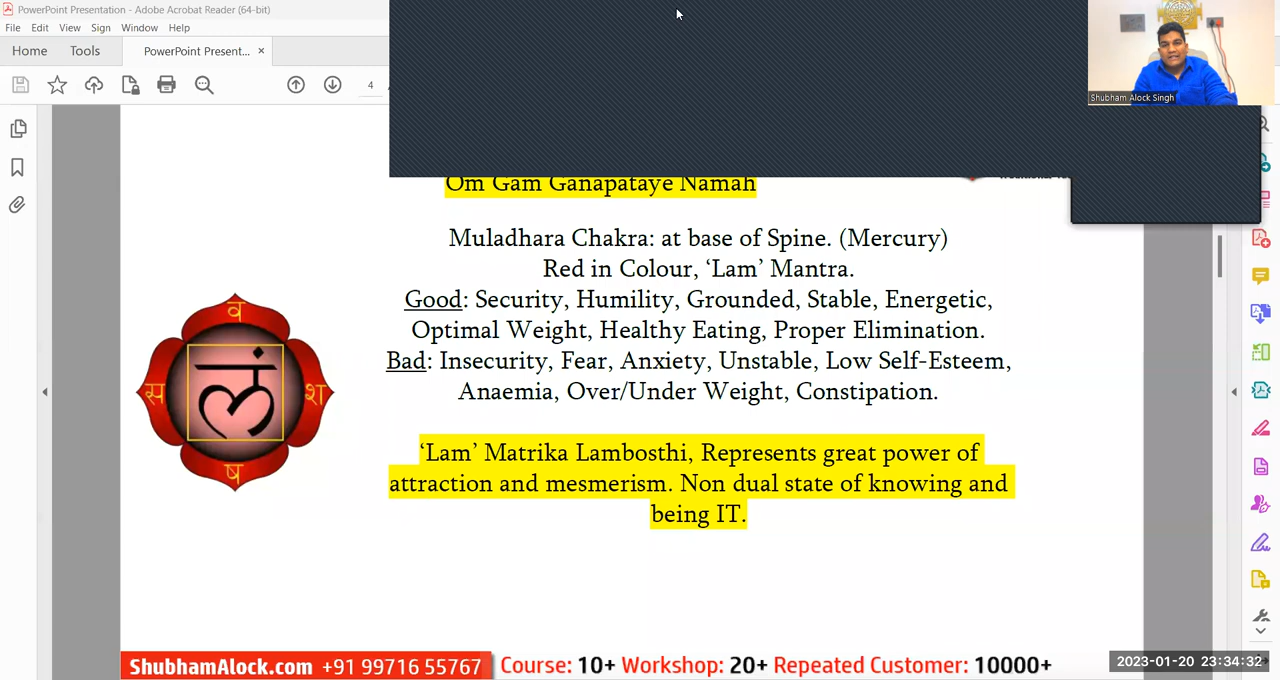 PowerPoint Presentation - Adobe Acrobat Reader (64-bit)
File Edit View Sign Window Help
Home Tools PowerPoint Present... ×
4
Shubham Alock Singh
Om Gam Ganapataye Namah
Muladhara Chakra: at base of Spine. (Mercury)
Red in Colour, ‘Lam’ Mantra.
Good: Security, Humility, Grounded, Stable, Energetic,
Optimal Weight, Healthy Eating, Proper Elimination.
Bad: Insecurity, Fear, Anxiety, Unstable, Low Self-Esteem,
Anaemia, Over/Under Weight, Constipation.
व
स
लं
श
ष
‘Lam’ Matrika Lambosthi, Represents great power of
attraction and mesmerism. Non dual state of knowing and
being IT.
ShubhamAlock.com +91 99716 55767 Course: 10+ Workshop: 20+ Repeated Customer: 10000+
2023-01-20 23:34:32